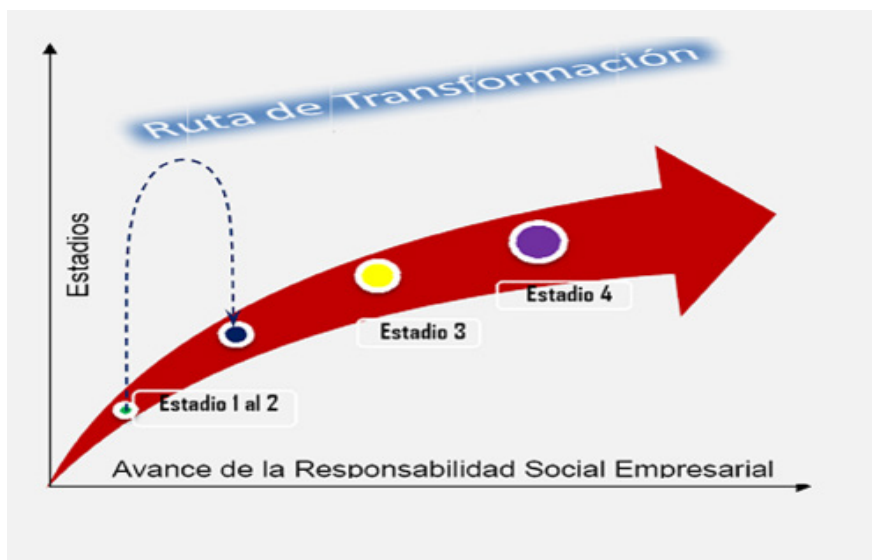 Ruta de Transformación
Estadios
Estadio 4
Estadio 3
Estadio 1 al 2
Avance de la Responsabilidad Social Empresarial